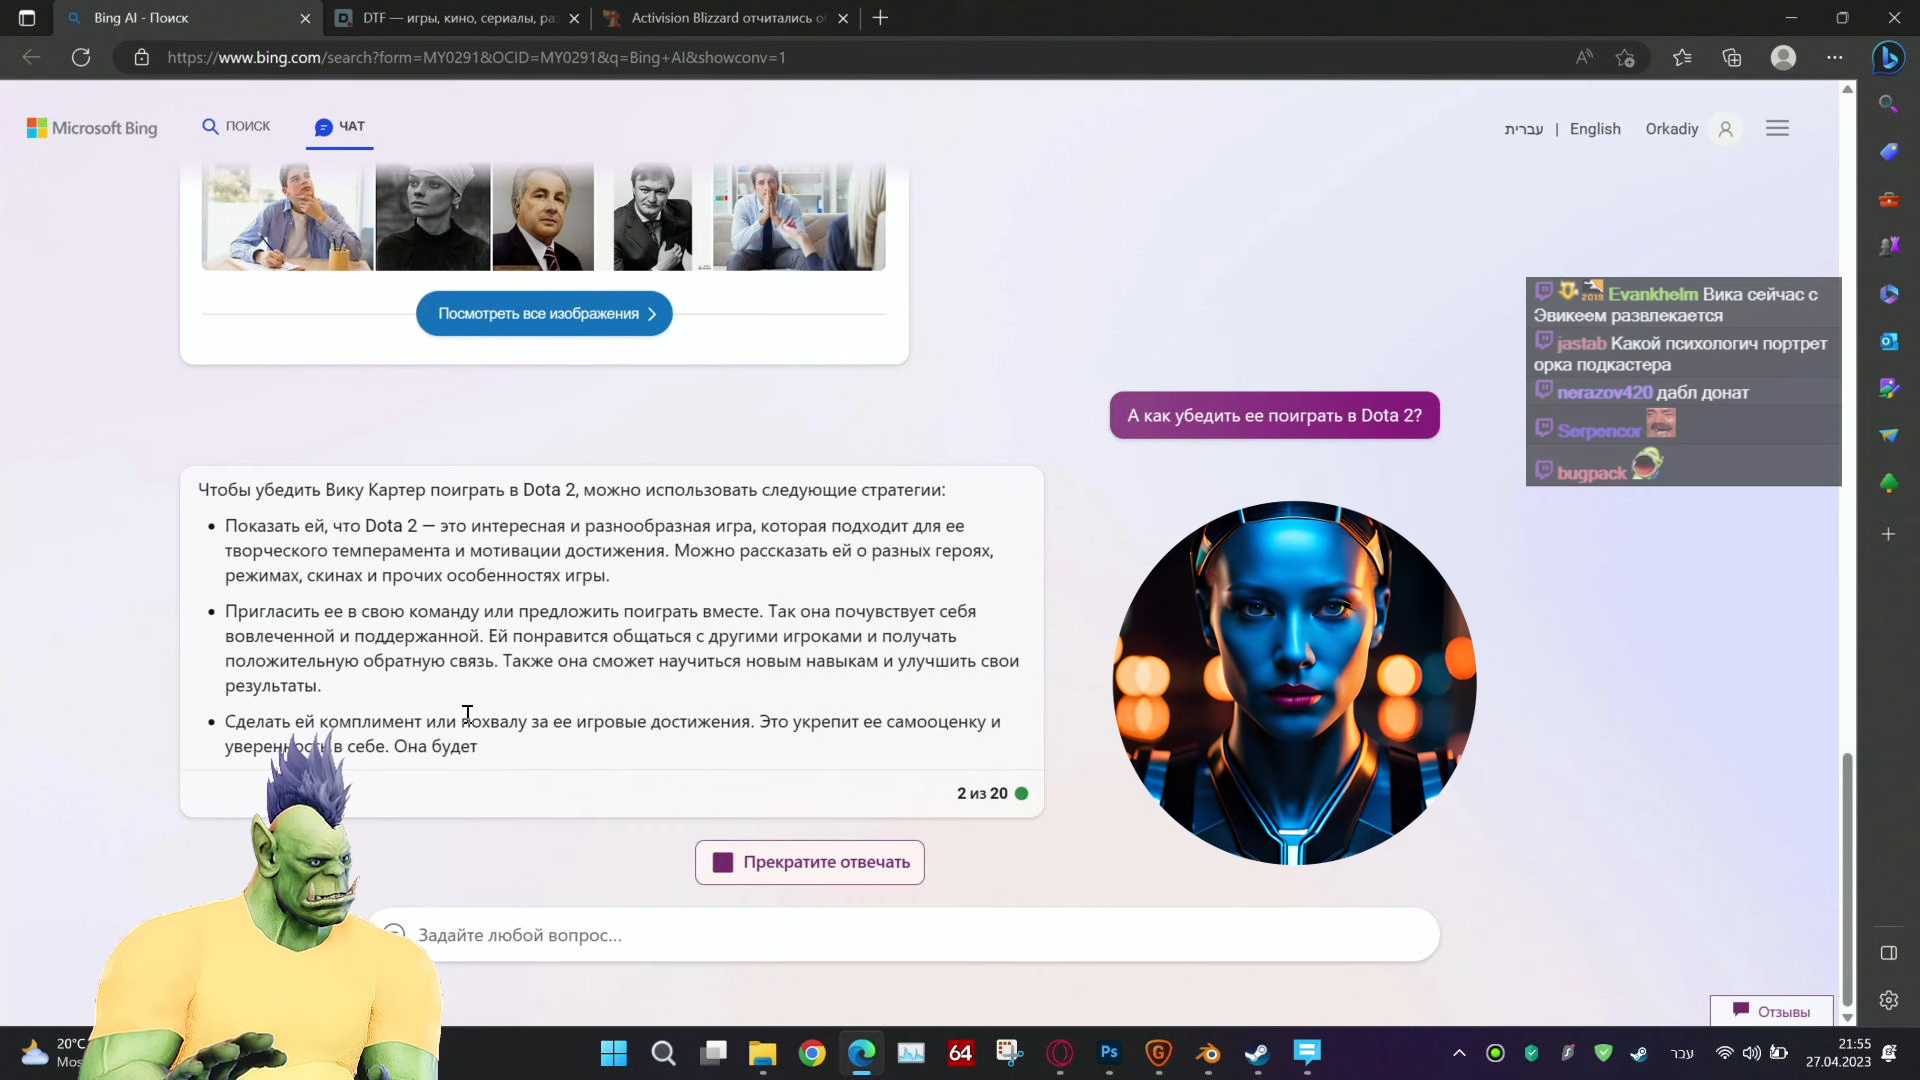 Bing AI - Поиск
DTF — игры, кино, сериалы, ра
Activision Blizzard отчитались о
https://www.bing.com/search?form=MY0291&OCID=MY0291&q=Bing+AI&showconv=1
Microsoft Bing
ПОИСК
ЧАТ
עברית | English
Orkadiy
Посмотреть все изображения
Evankhelm Вика сейчас с
Эвикеем развлекается
jastab Какой психологич портрет
орка подкастера
nerazov420 дабл донат
Serpencor
bugpack
А как убедить ее поиграть в Dota 2?
Чтобы убедить Вику Картер поиграть в Dota 2, можно использовать следующие стратегии:
Показать ей, что Dota 2 — это интересная и разнообразная игра, которая подходит для ее
творческого темперамента и мотивации достижения. Можно рассказать ей о разных героях,
режимах, скинах и прочих особенностях игры.
Пригласить ее в свою команду или предложить поиграть вместе. Так она почувствует себя
вовлеченной и поддержанной. Ей понравится общаться с другими игроками и получать
положительную обратную связь. Также она сможет научиться новым навыкам и улучшить свои
результаты.
Сделать ей комплимент или похвалу за ее игровые достижения. Это укрепит ее самооценку и
уверенность в себе. Она будет
2 из 20
Прекратите отвечать
Задайте любой вопрос...
Отзывы
20°C
Mos
64
Ps
עבר
21:55
27.04.2023